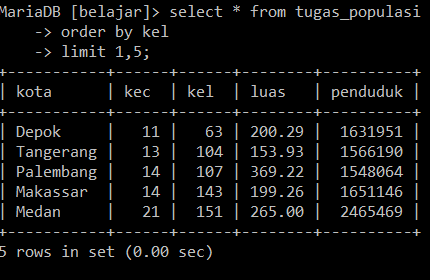 MariaDB [belajar]> select * from tugas_populasi
    -> order by kel
    -> limit 1,5;
+-----------+------+------+--------+----------+
| kota      | kec  | kel  | luas   | penduduk |
+-----------+------+------+--------+----------+
| Depok     |   11 |   63 | 200.29 |  1631951 |
| Tangerang |   13 |  104 | 153.93 |  1566190 |
| Palembang |   14 |  107 | 369.22 |  1548064 |
| Makassar  |   14 |  143 | 199.26 |  1651146 |
| Medan     |   21 |  151 | 265.00 |  2465469 |
+-----------+------+------+--------+----------+
5 rows in set (0.00 sec)